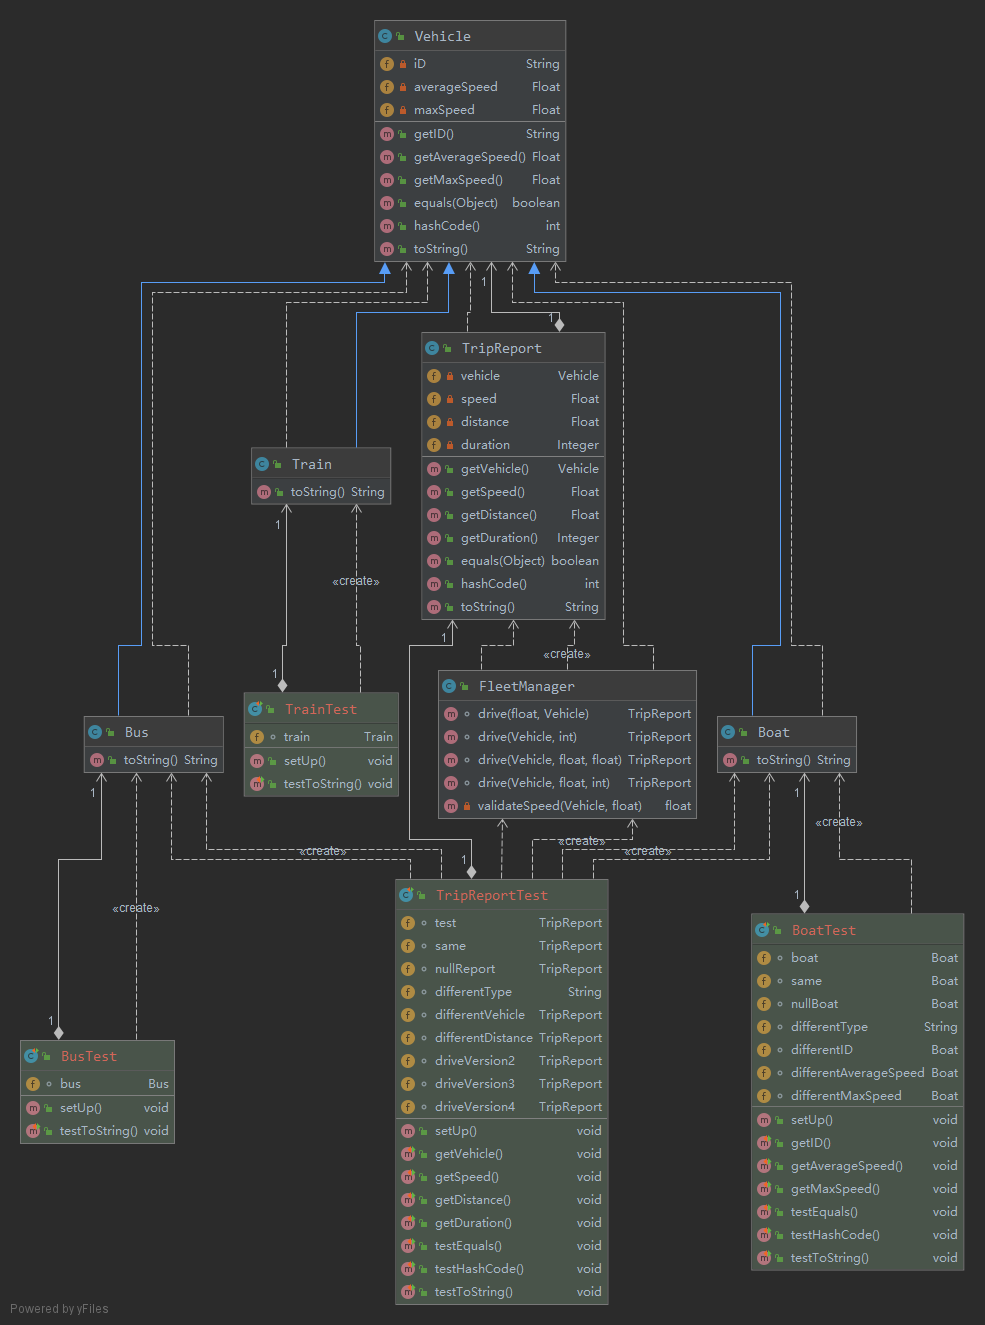 Vehicle
iD String
averageSpeed Float
maxSpeed Float
getID() String
getAverageSpeed() Float
getMaxSpeed() Float
equals(Object) boolean
hashCode() int
toString() String
1
1
TripReport
vehicle Vehicle
speed Float
distance Float
duration Integer
getVehicle() Vehicle
getSpeed() Float
getDistance() Float
getDuration() Integer
equals(Object) boolean
hashCode() int
toString() String
Train
toString() String
1
«create»
1
1
«create»
TrainTest
train Train
setUp() void
testToString() void
FleetManager
drive(float, Vehicle) TripReport
drive(Vehicle, int) TripReport
drive(Vehicle, float, float) TripReport
drive(Vehicle, float, int) TripReport
validateSpeed(Vehicle, float) float
Bus
toString() String
Boat
toString() String
1
1
«create»
«create»
«create»
«create»
1
1
«create»
1
TripReportTest
test TripReport
same TripReport
nullReport TripReport
differentType String
differentVehicle TripReport
differentDistance TripReport
driveVersion2 TripReport
driveVersion3 TripReport
driveVersion4 TripReport
setUp() void
getVehicle() void
getSpeed() void
getDistance() void
getDuration() void
testEquals() void
testHashCode() void
testToString() void
BoatTest
boat Boat
same Boat
nullBoat Boat
differentType String
differentID Boat
differentAverageSpeed Boat
differentMaxSpeed Boat
setUp() void
getID() void
getAverageSpeed() void
getMaxSpeed() void
testEquals() void
testHashCode() void
testToString() void
BusTest
bus Bus
setUp() void
testToString() void
Powered by yFiles